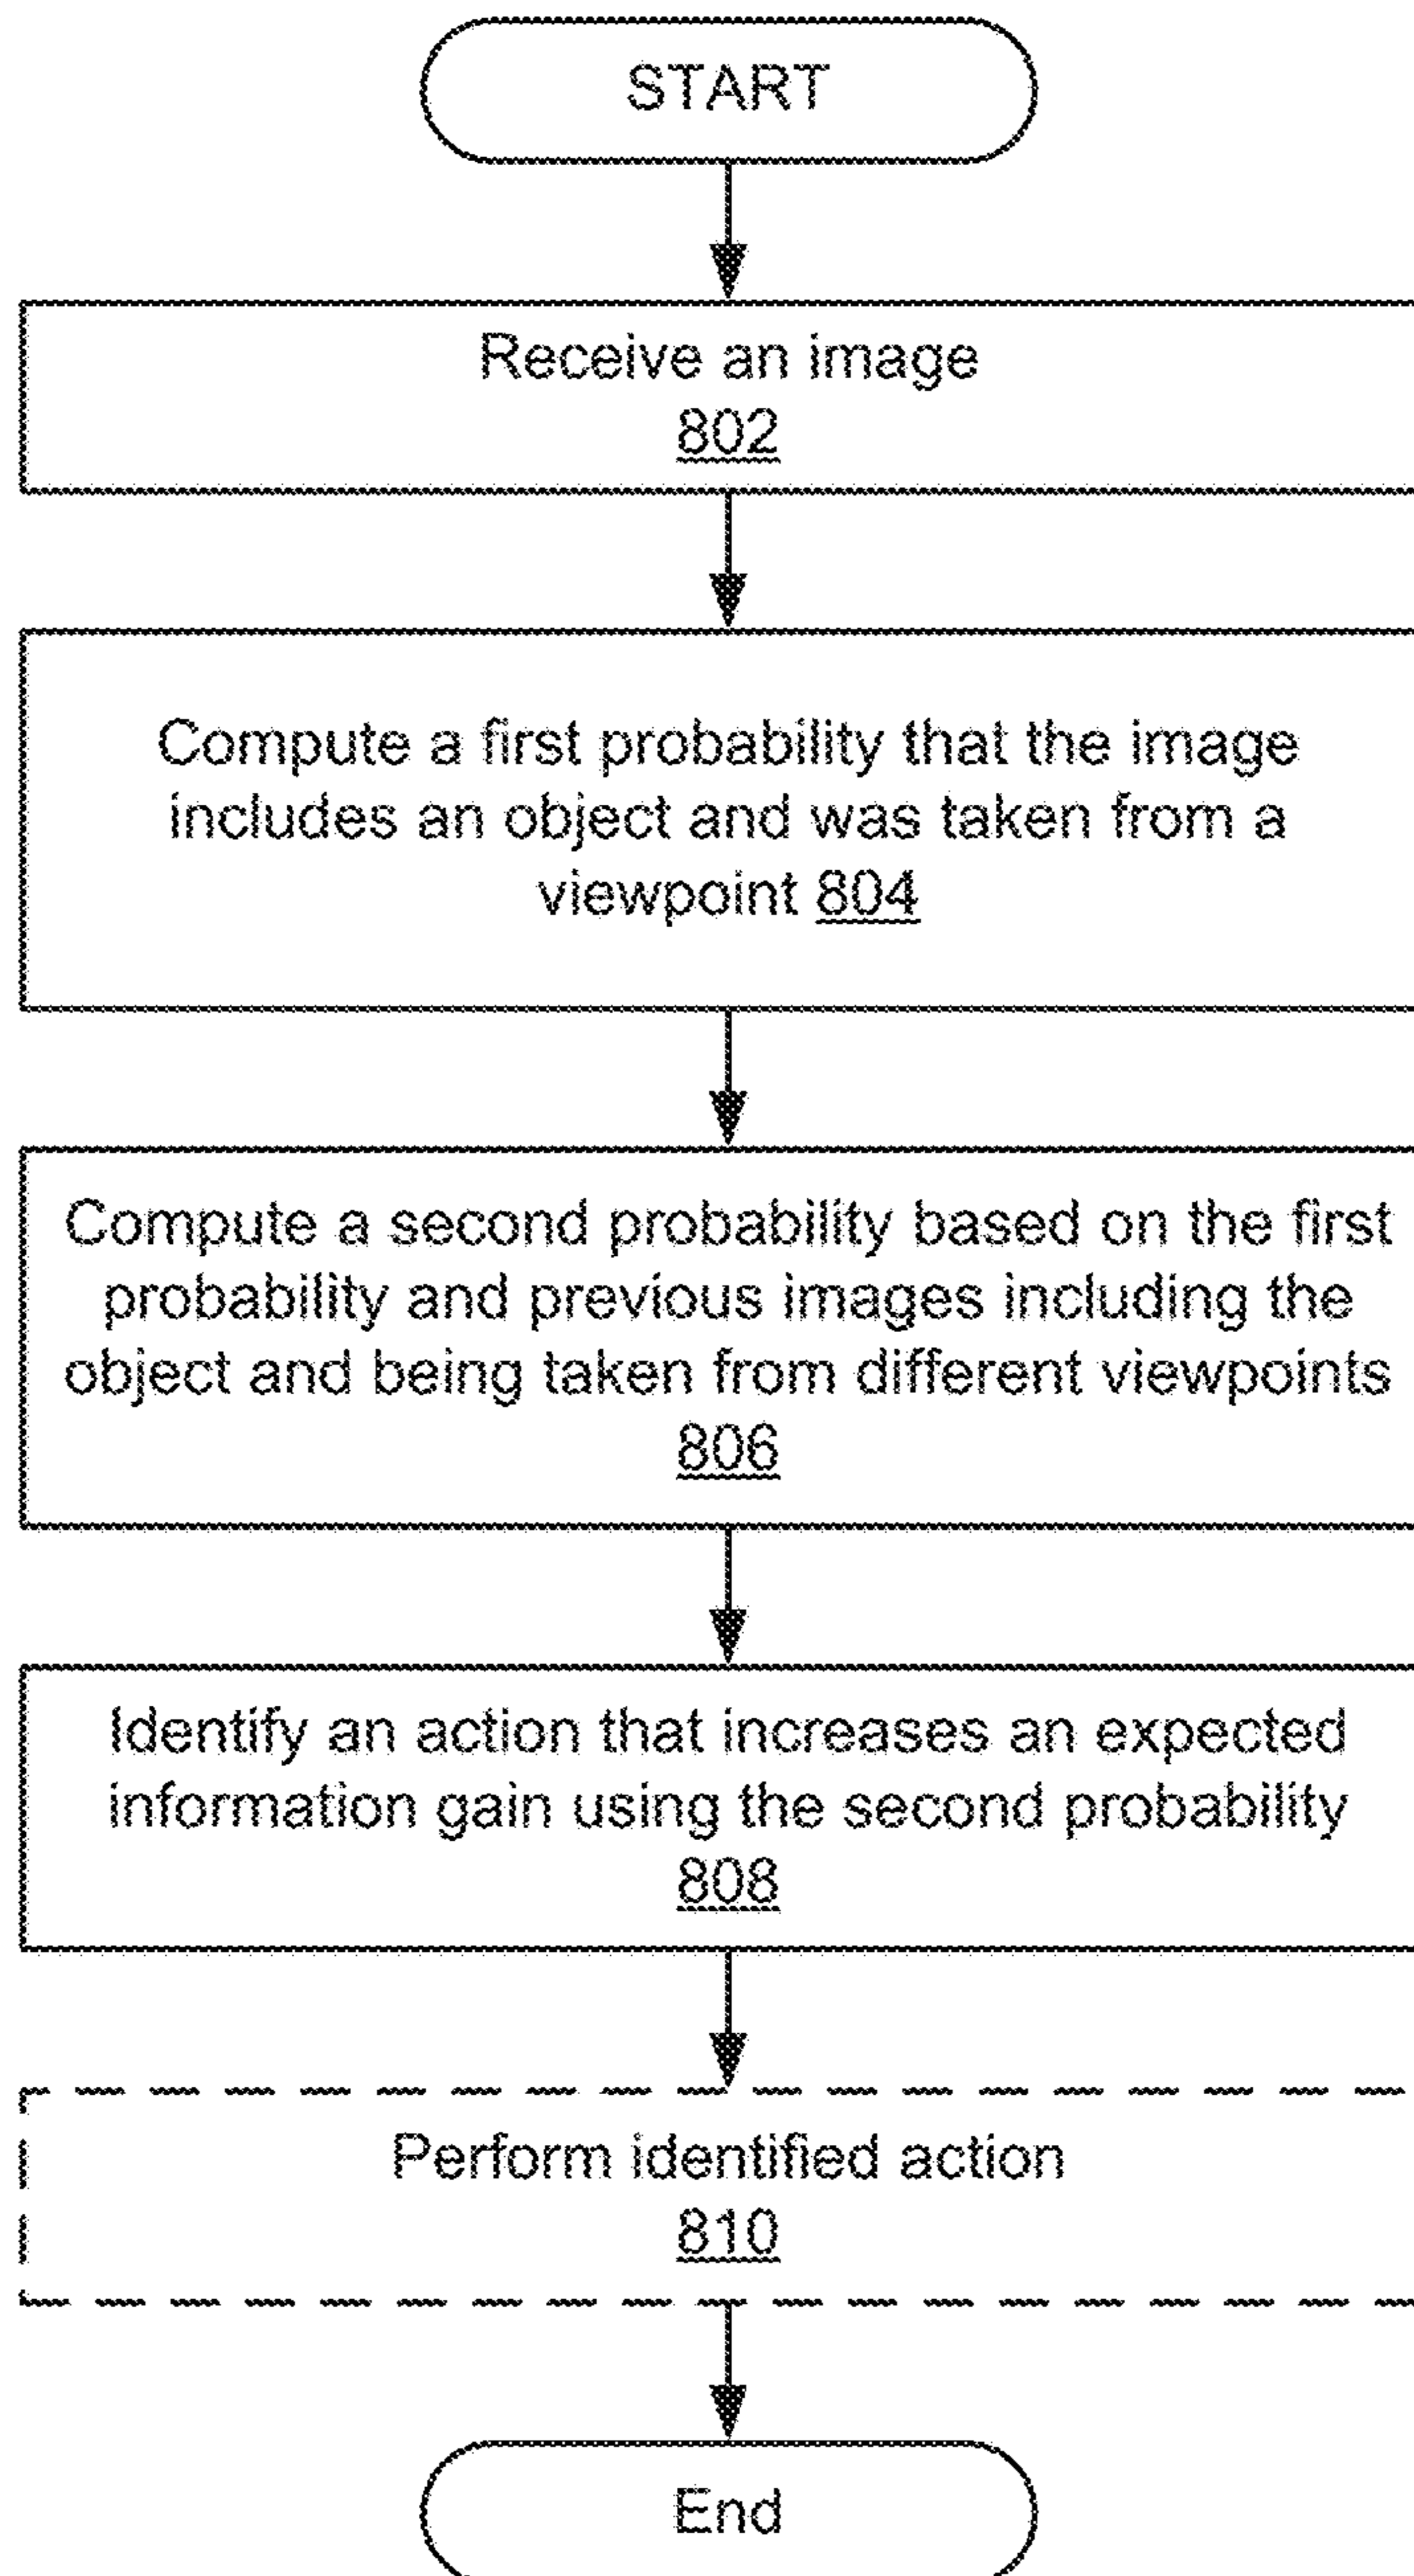 START
Receive an image
802
Compute a first probability that the image
includes an object and was taken from a
viewpoint 804
Compute a second probability based on the first
probability and previous images including the
object and being taken from different viewpoints
806
Identify an action that increases an expected
information gain using the second probability
808
Perform identified action
810
End